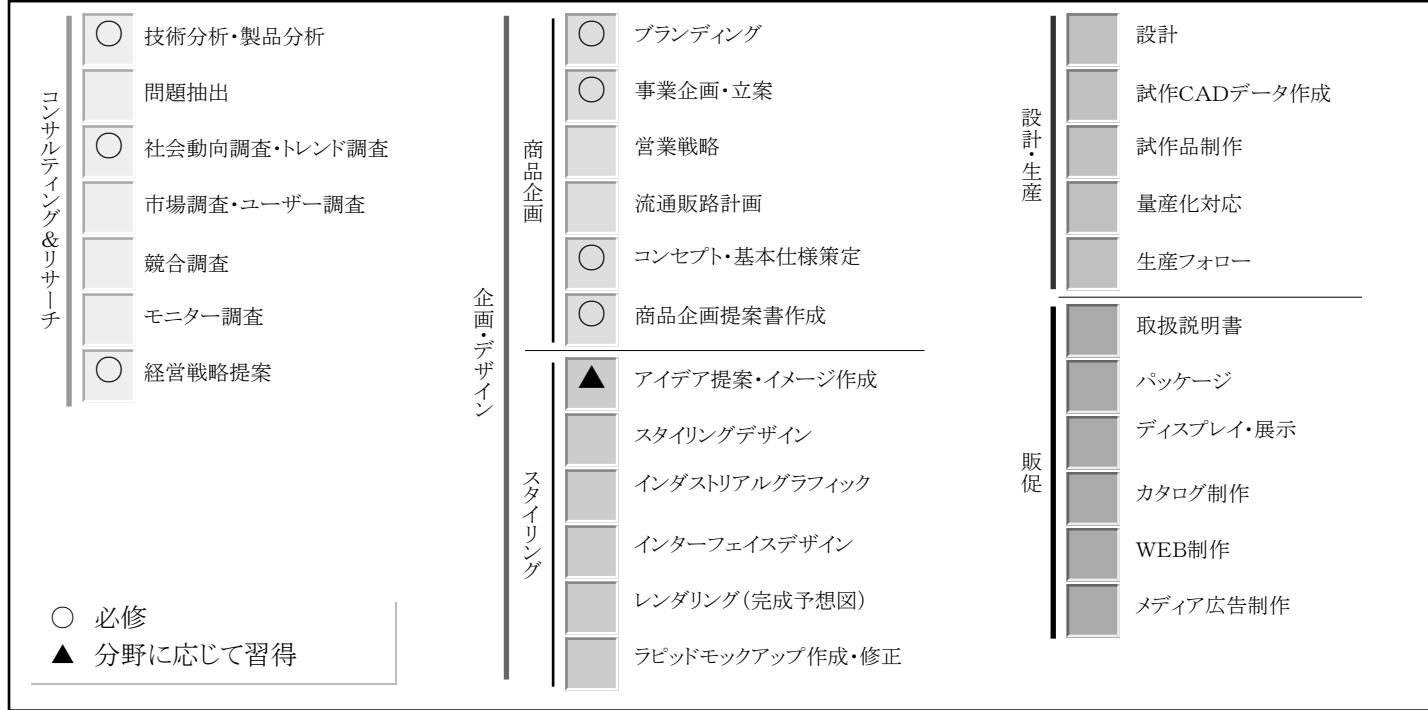 コンサルティング&リサーチ
○ 技術分析・製品分析
問題抽出
○ 社会動向調査・トレンド調査
市場調査・ユーザー調査
競合調査
モニター調査
○ 経営戦略提案
企画・デザイン
商品企画
○ ブランディング
○ 事業企画・立案
営業戦略
流通販路計画
○ コンセプト・基本仕様策定
○ 商品企画提案書作成
スタイリング
▲ アイデア提案・イメージ作成
スタイリングデザイン
インダストリアルグラフィック
インターフェイスデザイン
レンダリング(完成予想図)
ラピッドモックアップ作成・修正
設計・生産
設計
試作CADデータ作成
試作品制作
量産化対応
生産フォロー
販促
取扱説明書
パッケージ
ディスプレイ・展示
カタログ制作
WEB制作
メディア広告制作
○ 必修
▲ 分野に応じて習得